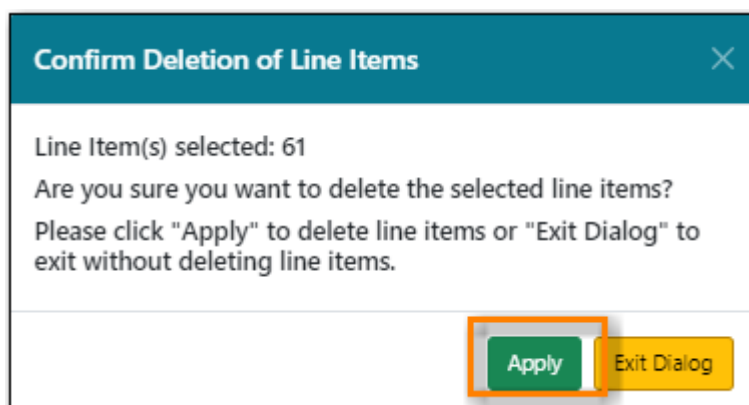 Confirm Deletion of Line Items
Line Item(s) selected: 61
Are you sure you want to delete the selected line items?
Please click "Apply" to delete line items or "Exit Dialog" to
exit without deleting line items.
Apply
Exit Dialog